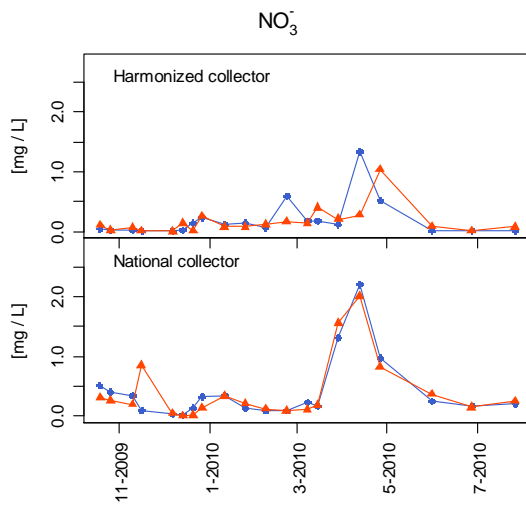 NO₃⁻
Harmonized collector
[mg / L]
2.0
1.0
0.0
National collector
[mg / L]
2.0
1.0
0.0
11-2009
1-2010
3-2010
5-2010
7-2010